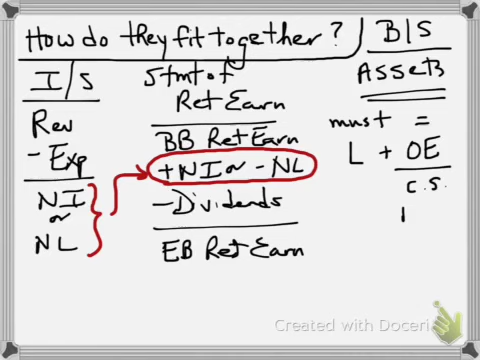 How do they fit together?
I/S
Rev
- Exp
NI
or
NL
Stmt of
Ret Earn
BB Ret Earn
+ NI or - NL
- Dividends
EB Ret Earn
B/S
Assets
must =
L + OE
C.S.
Created with Doceri